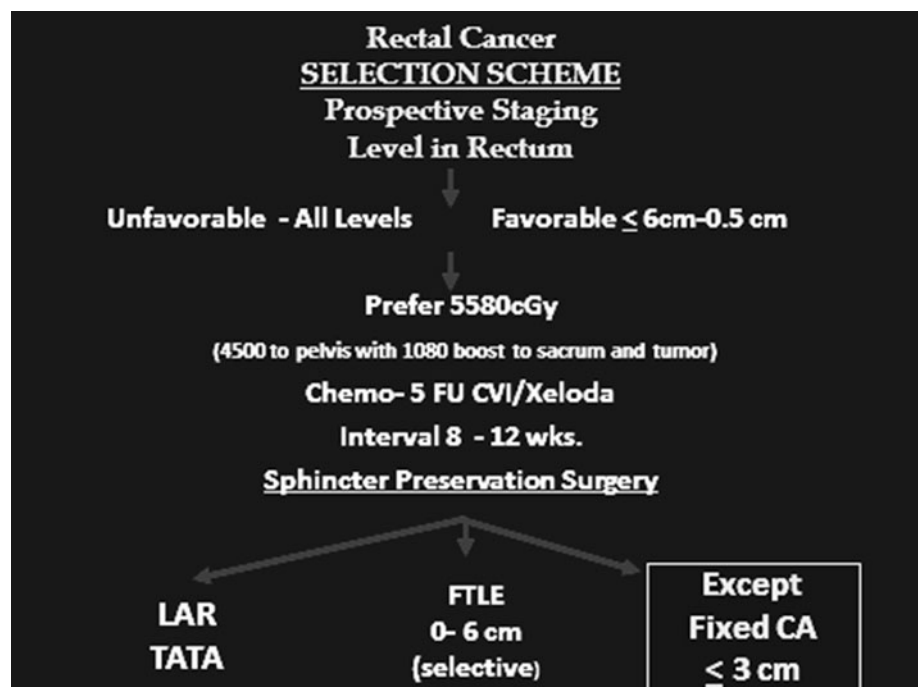 Rectal Cancer
SELECTION SCHEME
Prospective Staging
Level in Rectum
Unfavorable - All Levels Favorable ≤ 6cm-0.5 cm
Prefer 5580cGy
(4500 to pelvis with 1080 boost to sacrum and tumor)
Chemo- 5 FU CVI/Xeloda
Interval 8 - 12 wks.
Sphincter Preservation Surgery
LAR
TATA
FTLE
0- 6 cm
(selective)
Except
Fixed CA
≤ 3 cm